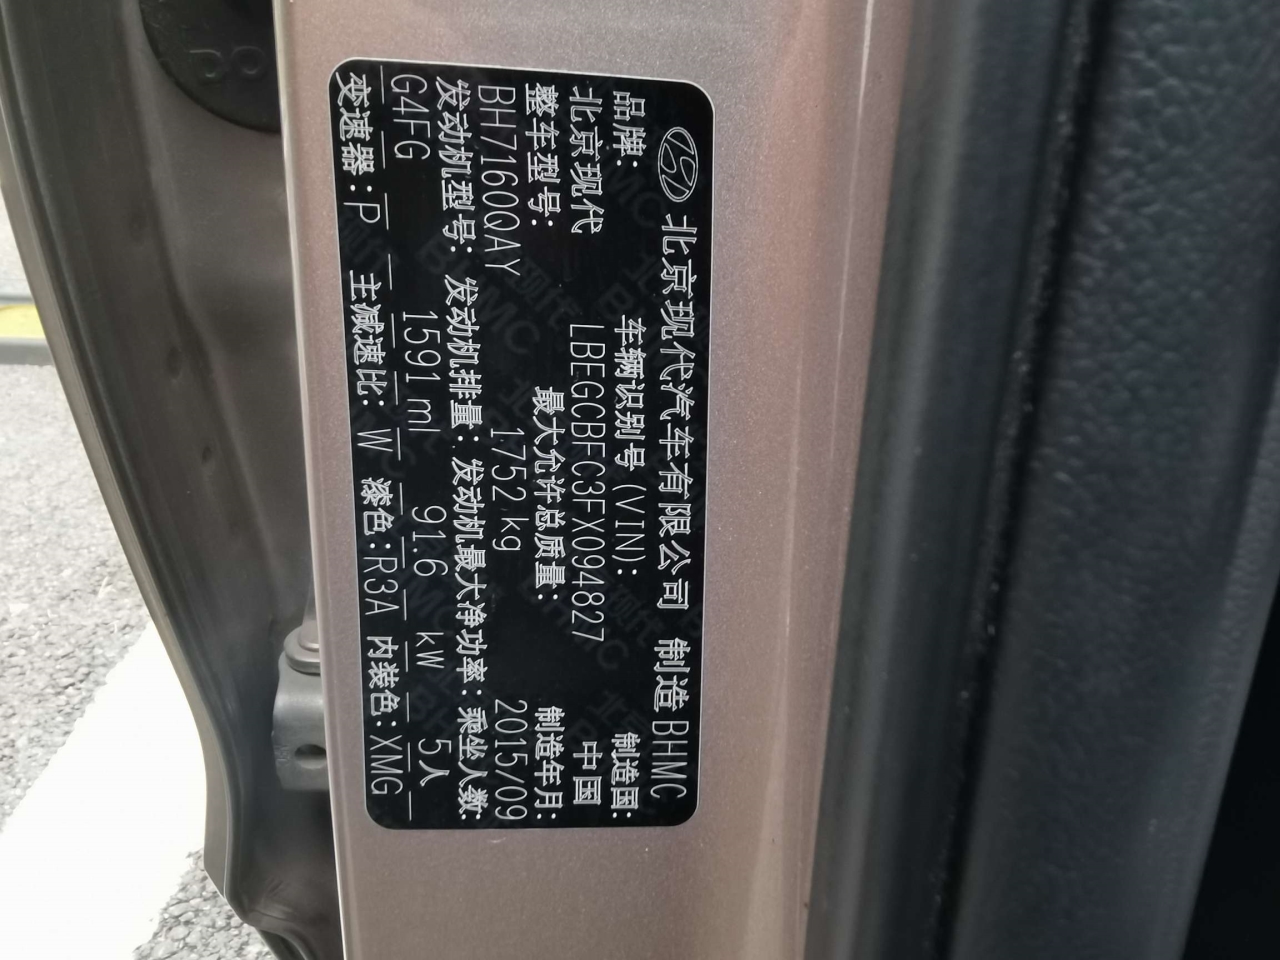 北京现代汽车有限公司 制造 BHMC
品牌: 车辆识别号(VIN): 制造国:
北京现代 LBEGCBFC3FX094827 中国
整车型号: 最大允许总质量: 制造年月:
BH7160QAY 1752 kg 2015/09
发动机型号: 发动机排量: 发动机最大净功率: 乘坐人数:
G4FG 1591 ml 91.6 kW 5人
变速器: P 主减速比: W 漆色: R3A 内装色: XMG